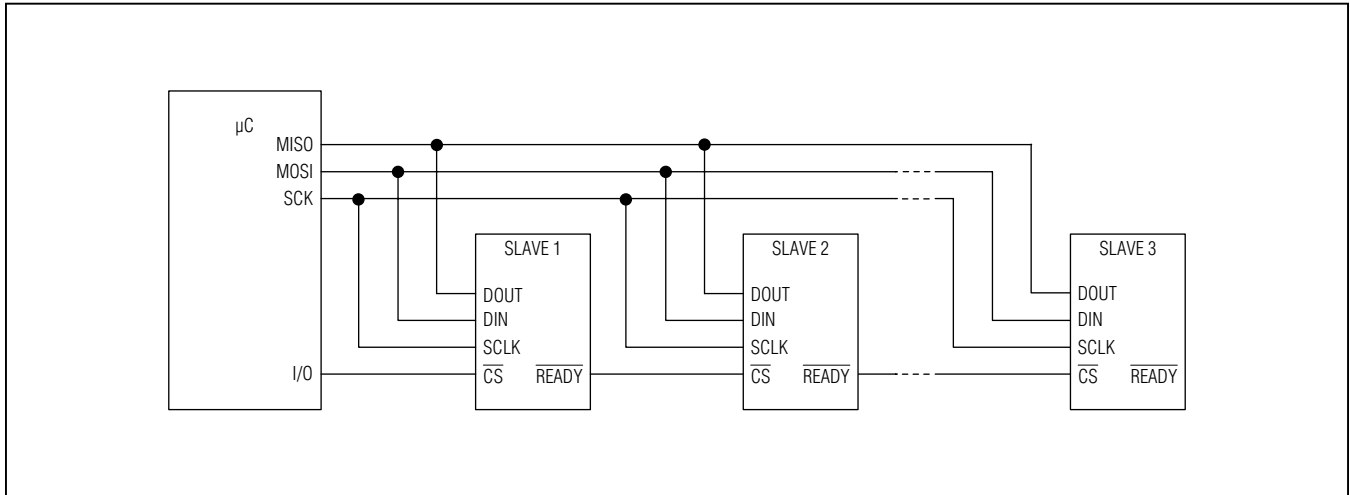 µC
MISO
MOSI
SCK
I/O
SLAVE 1
DOUT
DIN
SCLK
CS READY
SLAVE 2
DOUT
DIN
SCLK
CS READY
SLAVE 3
DOUT
DIN
SCLK
CS READY